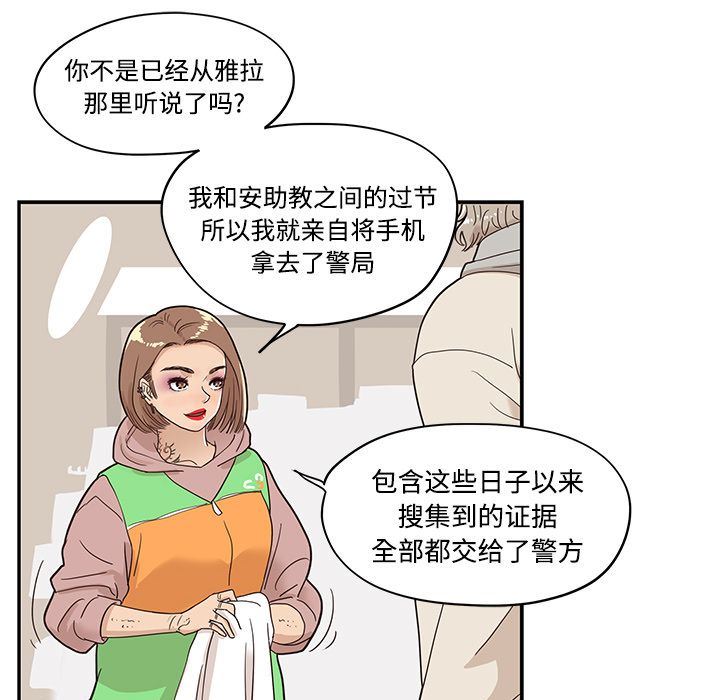 你不是已经从雅拉
那里听说了吗?
我和安助教之间的过节
所以我就亲自将手机
拿去了警局
包含这些日子以来
搜集到的证据
全部都交给了警方